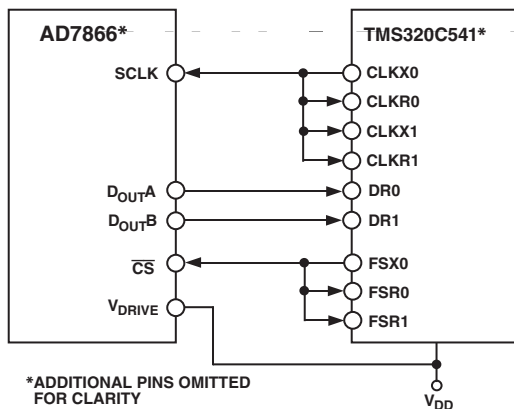 AD7866*
TMS320C541*
SCLK
CLKX0
CLKR0
CLKX1
CLKR1
DOUTA
DR0
DOUTB
DR1
CS
FSX0
FSR0
VDRIVE
FSR1
*ADDITIONAL PINS OMITTED
FOR CLARITY
VDD